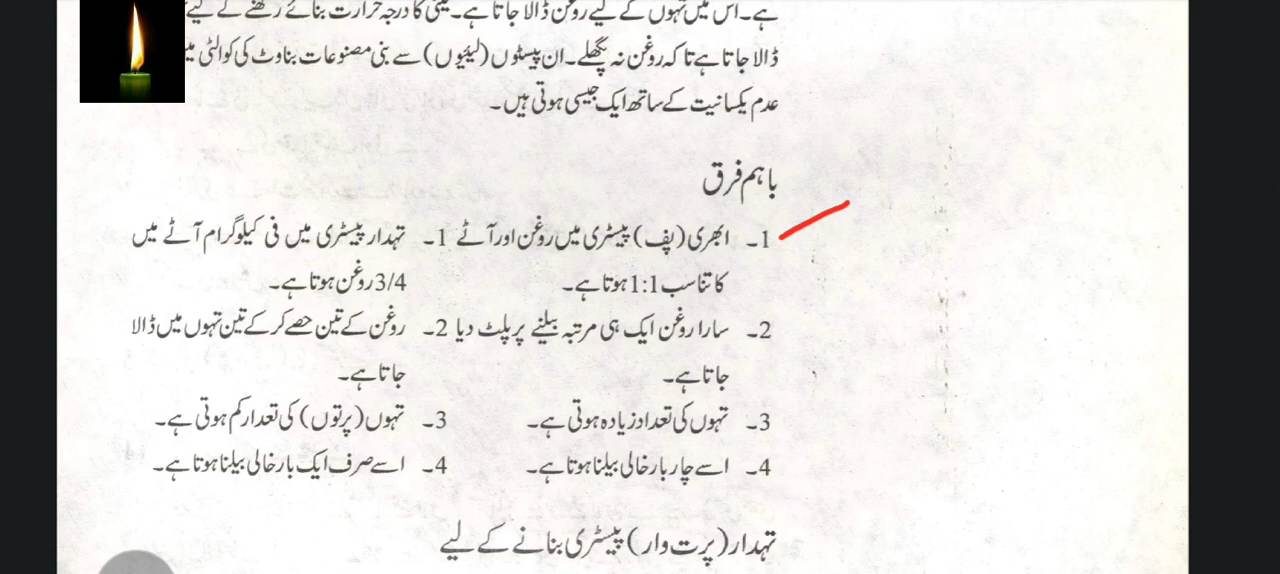 ہے۔اس میں تہوں کے لیے روغن ڈالا جاتا ہے۔ کا درجہ حرارت بنائے رکھنے کے لیے
ڈالا جاتا ہے تا کہ روغن نہ پگھلے۔ان پیسٹوں (لیئیوں) سے بنی مصنوعات بناوٹ کی کوالٹی میں
عدم یکسانیت کے ساتھ ایک جیسی ہوتی ہیں۔
باہم فرق
1۔ ابھری (پف) پیسٹری میں روغن اور آٹے 1۔ تہدار پیسٹری میں فی کیلوگرام آٹے میں
کا تناسب 1:1 ہوتا ہے۔ 3/4 روغن ہوتا ہے۔
2۔ سارا روغن ایک ہی مرتبہ بیلنے پر پلٹ دیا 2۔ روغن کے تین حصے کر کے تین تہوں میں ڈالا
جاتا ہے۔ جاتا ہے۔
3۔ تہوں کی تعداد زیادہ ہوتی ہے۔ 3۔ تہوں (پرتوں) کی تعدار کم ہوتی ہے۔
4۔ اسے چار بار خالی بیلنا ہوتا ہے۔ 4۔ اسے صرف ایک بار خالی بیلنا ہوتا ہے۔
تہدار (پرت وار) پیسٹری بنانے کے لیے